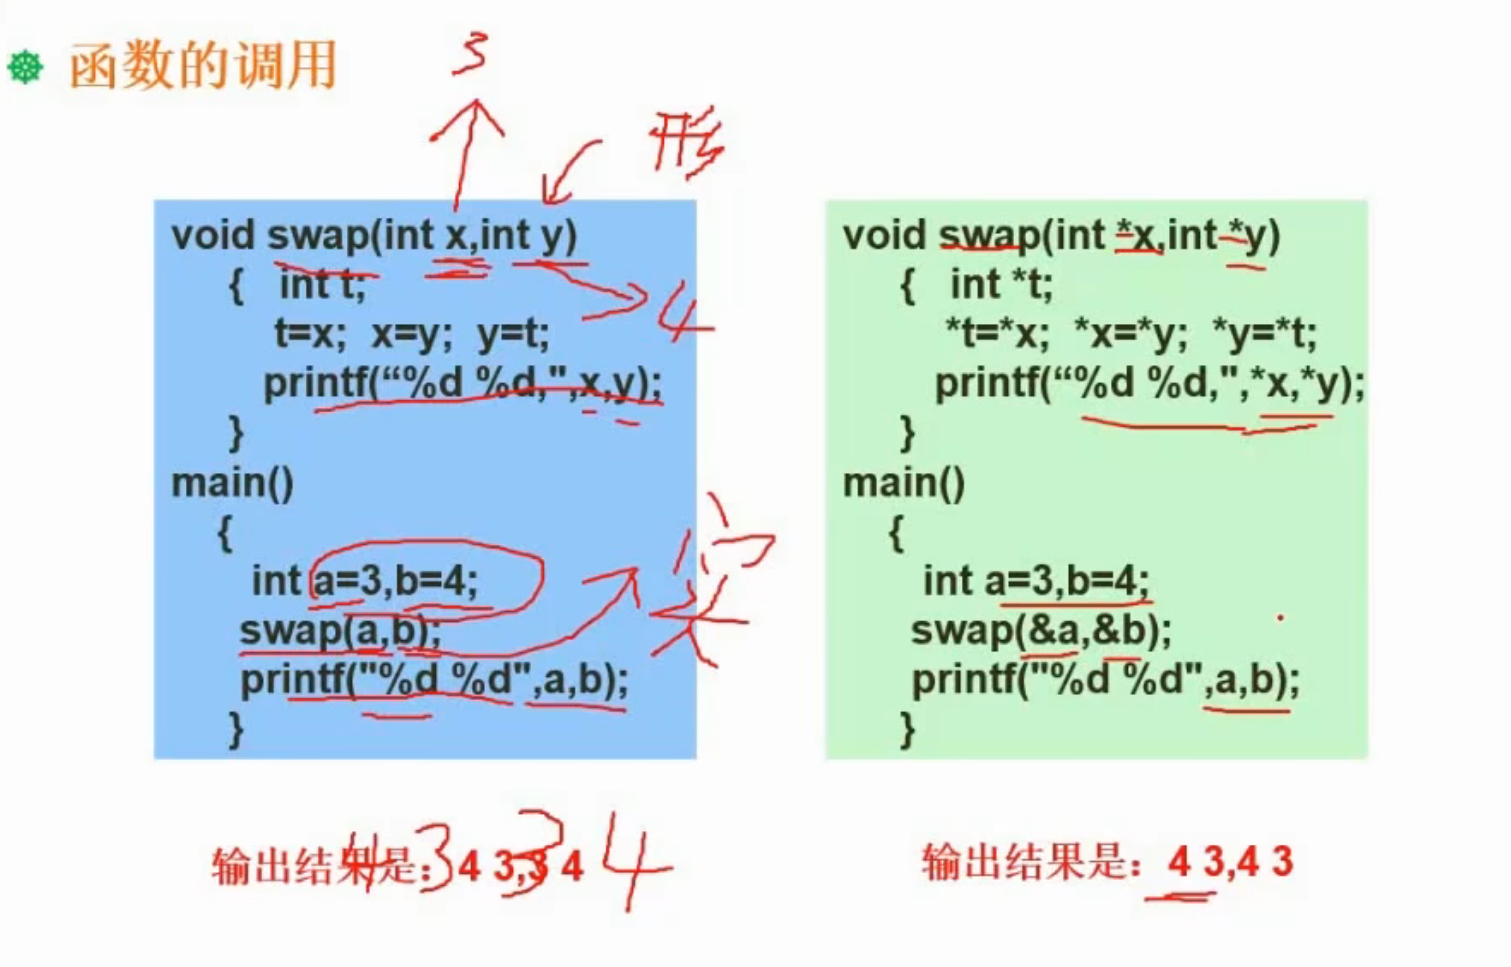 函数的调用
3
形
void swap(int x,int y)
{ int t;
t=x; x=y; y=t;
printf(“%d %d,",x,y);
}
main()
{
int a=3,b=4;
swap(a,b);
printf("%d %d",a,b);
}
4
实
输出结果是：4 3,3 4
4 3 3 4
void swap(int *x,int *y)
{ int *t;
*t=*x; *x=*y; *y=*t;
printf(“%d %d,",*x,*y);
}
main()
{
int a=3,b=4;
swap(&a,&b);
printf("%d %d",a,b);
}
输出结果是：4 3,4 3